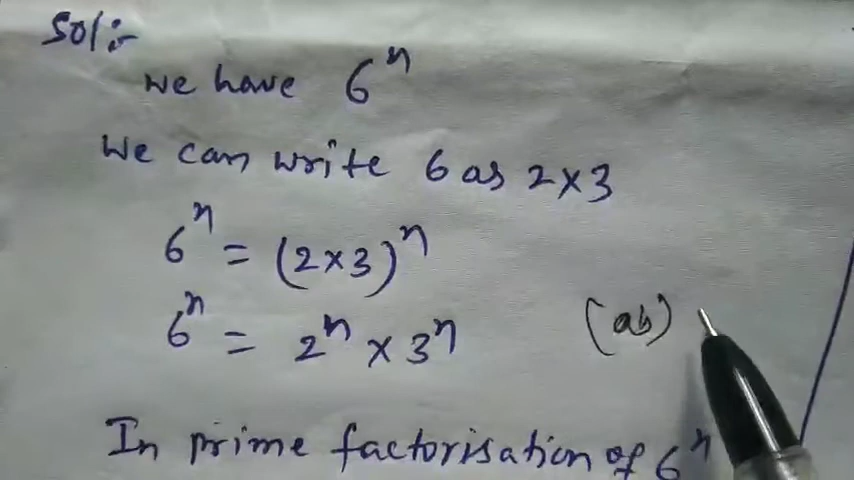 Sol:-
we have 6ⁿ
We can write 6 as 2×3
6ⁿ = (2×3)ⁿ
6ⁿ = 2ⁿ × 3ⁿ
(ab)
In prime factorisation of 6ⁿ